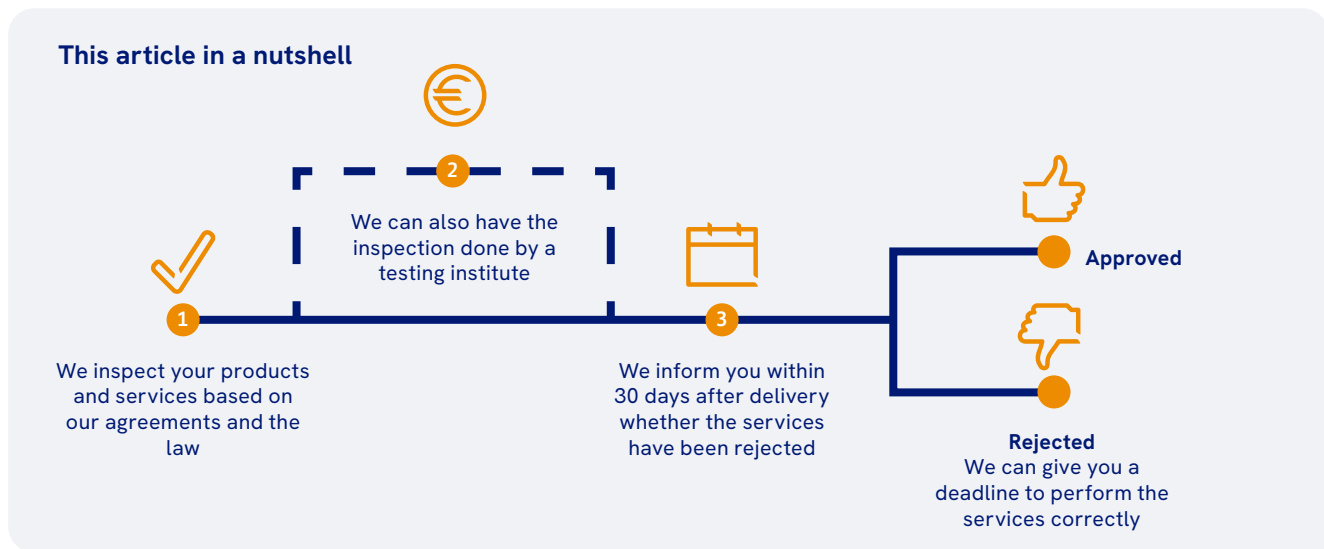 This article in a nutshell
€
2
We can also have the
inspection done by a
testing institute
1
We inspect your products
and services based on
our agreements and the
law
3
We inform you within
30 days after delivery
whether the services
have been rejected
Approved
Rejected
We can give you a
deadline to perform the
services correctly